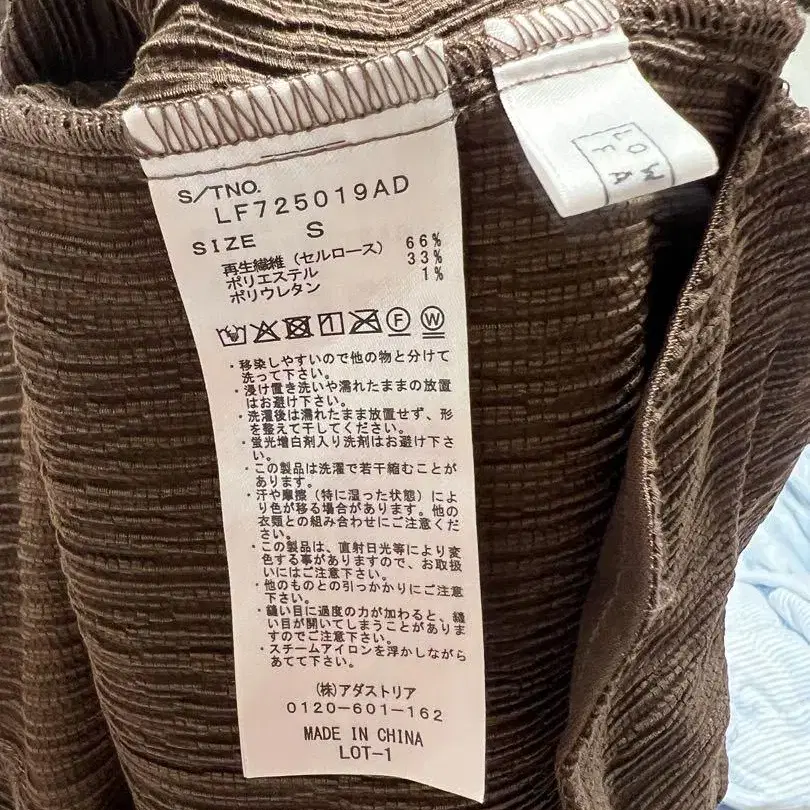 S/TNO.
LF725019AD
SIZE S
再生繊維（セルロース） 66%
ポリエステル 33%
ポリウレタン 1%
F W
・移染しやすいので他の物と分けて
洗って下さい。
・浸け置き洗いや濡れたままの放置
はお避け下さい。
・洗濯後は濡れたまま放置せず、形
を整えて干してください。
・蛍光増白剤入り洗剤はお避け下さ
い。
・この製品は洗濯で若干縮むことが
あります。
・汗や摩擦（特に湿った状態）によ
り色が移る場合があります。他の
衣類との組み合わせにご注意くだ
さい。
・この製品は、直射日光等により変
色する事がありますので、お取扱
いにはご注意下さい。
・他のものとの引っかかりにご注意
下さい。
・縫い目に過度の力が加わると、縫
い目が開いてしまうことがありま
すのでご注意下さい。
・スチームアイロンを浮かしながら
あてて下さい。
(株)アダストリア
0120-601-162
MADE IN CHINA
LOT-1
LOWRYS